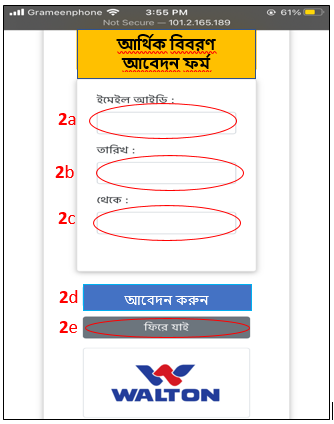 Grameenphone 3:55 PM 61%
Not Secure — 101.2.165.189
আর্থিক বিবরণ
আবেদন ফর্ম
ইমেইল আইডি :
2a
তারিখ :
2b
থেকে :
2c
2d আবেদন করুন
2e ফিরে যাই
WALTON